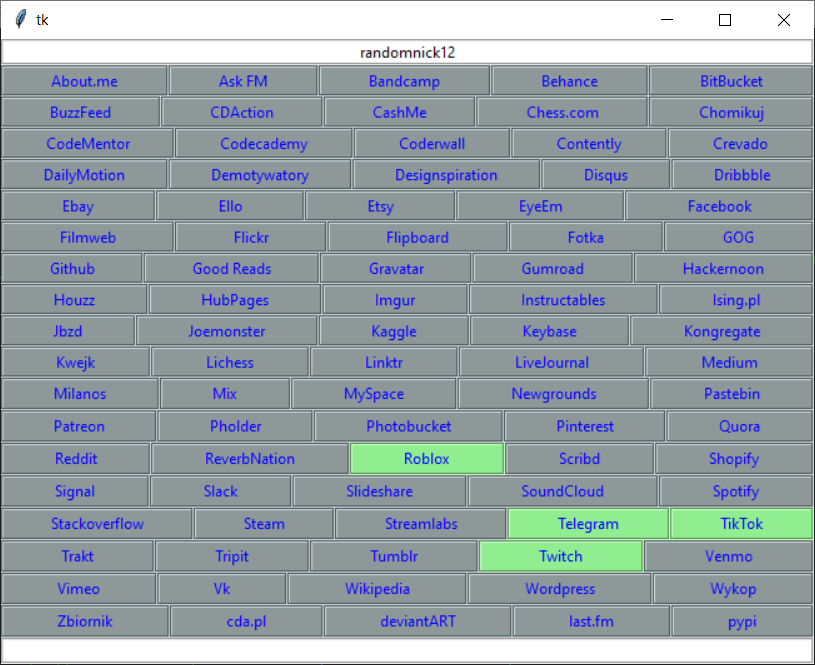 tk
randomnick12
About.me Ask FM Bandcamp Behance BitBucket
BuzzFeed CDAction CashMe Chess.com Chomikuj
CodeMentor Codecademy Coderwall Contently Crevado
DailyMotion Demotywatory Designspiration Disqus Dribbble
Ebay Ello Etsy EyeEm Facebook
Filmweb Flickr Flipboard Fotka GOG
Github Good Reads Gravatar Gumroad Hackernoon
Houzz HubPages Imgur Instructables Ising.pl
Jbzd Joemonster Kaggle Keybase Kongregate
Kwejk Lichess Linktr LiveJournal Medium
Milanos Mix MySpace Newgrounds Pastebin
Patreon Pholder Photobucket Pinterest Quora
Reddit ReverbNation Roblox Scribd Shopify
Signal Slack Slideshare SoundCloud Spotify
Stackoverflow Steam Streamlabs Telegram TikTok
Trakt Tripit Tumblr Twitch Venmo
Vimeo Vk Wikipedia Wordpress Wykop
Zbiornik cda.pl deviantART last.fm pypi